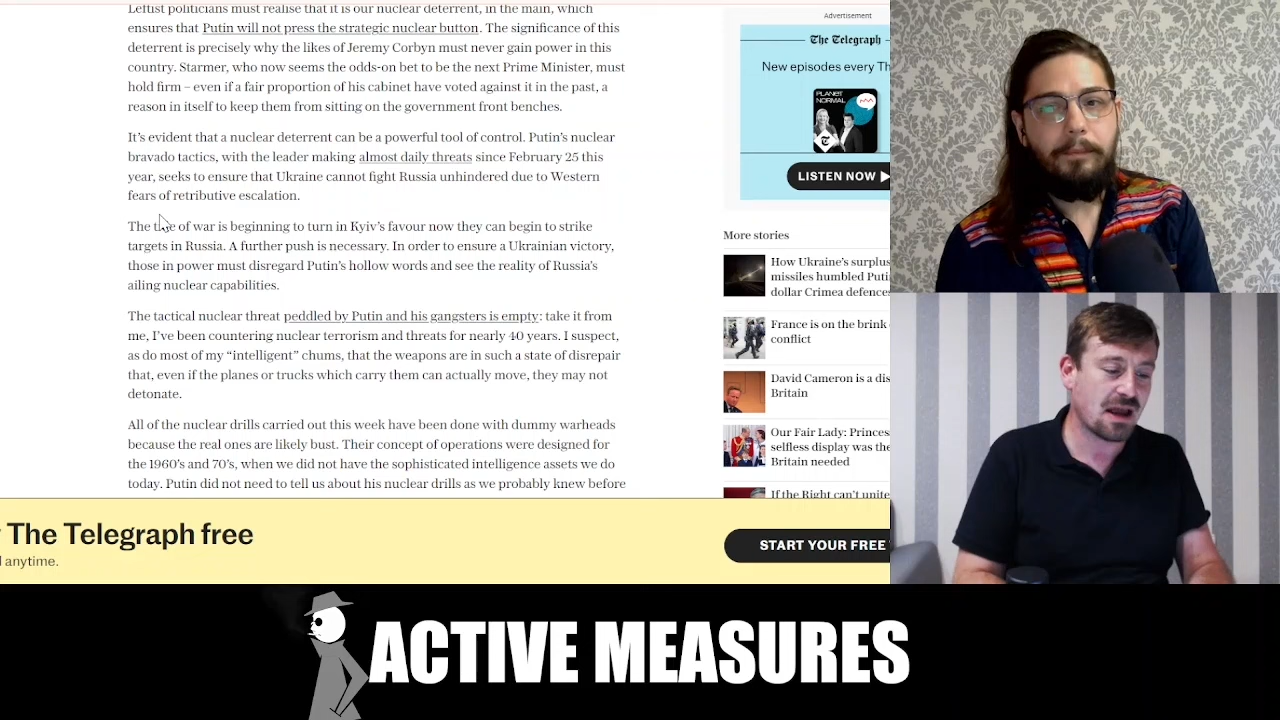 Leftist politicians must realise that it is our nuclear deterrent, in the main, which
ensures that Putin will not press the strategic nuclear button. The significance of this
deterrent is precisely why the likes of Jeremy Corbyn must never gain power in this
country. Starmer, who now seems the odds-on bet to be the next Prime Minister, must
hold firm – even if a fair proportion of his cabinet have voted against it in the past, a
reason in itself to keep them from sitting on the government front benches.
It's evident that a nuclear deterrent can be a powerful tool of control. Putin's nuclear
bravado tactics, with the leader making almost daily threats since February 25 this
year, seeks to ensure that Ukraine cannot fight Russia unhindered due to Western
fears of retributive escalation.
The of war is beginning to turn in Kyiv's favour now they can begin to strike
targets in Russia. A further push is necessary. In order to ensure a Ukrainian victory,
those in power must disregard Putin's hollow words and see the reality of Russia's
ailing nuclear capabilities.
The tactical nuclear threat peddled by Putin and his gangsters is empty: take it from
me, I've been countering nuclear terrorism and threats for nearly 40 years. I suspect,
as do most of my “intelligent” chums, that the weapons are in such a state of disrepair
that, even if the planes or trucks which carry them can actually move, they may not
detonate.
All of the nuclear drills carried out this week have been done with dummy warheads
because the real ones are likely bust. Their concept of operations were designed for
the 1960's and 70's, when we did not have the sophisticated intelligence assets we do
today. Putin did not need to tell us about his nuclear drills as we probably knew before
Advertisement
The Telegraph
New episodes every Th
PLANET
NORMAL
LISTEN NOW
More stories
How Ukraine's surplus
missiles humbled Puti
dollar Crimea defences
France is on the brink
conflict
David Cameron is a dis
Britain
Our Fair Lady: Princes
selfless display was the
Britain needed
If the Right can't unite
The Telegraph free
anytime.
START YOUR FREE
ACTIVE MEASURES